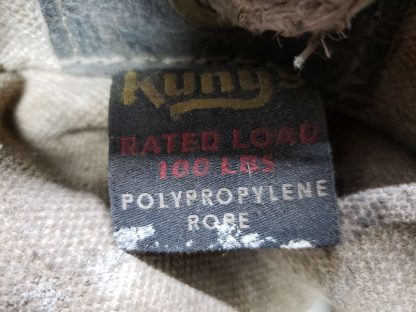 Kuny's
RATED LOAD
100 LBS
POLYPROPYLENE
ROPE